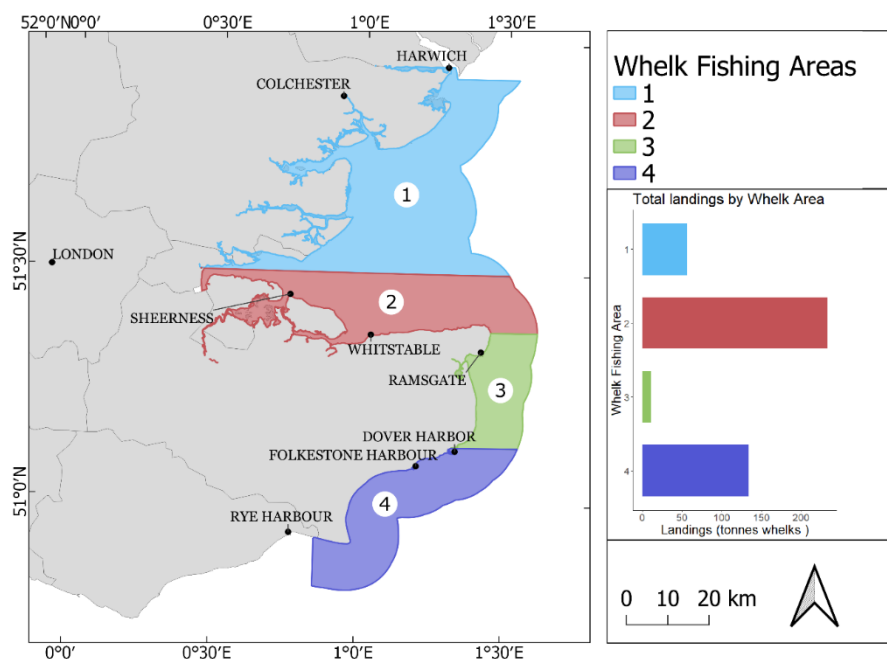 52°0'N0°0' 0°30'E 1°0'E 1°30'E
HARWICH
COLCHESTER
1
51°30'N
LONDON
2
SHEERNESS
WHITSTABLE
RAMSGATE
3
DOVER HARBOR
FOLKESTONE HARBOUR
4
51°0'N
RYE HARBOUR
0°0' 0°30'E 1°0'E 1°30'E
Whelk Fishing Areas
1
2
3
4
Total landings by Whelk Area
Whelk Fishing Area
1
2
3
4
0 50 100 150 200
Landings (tonnes whelks )
0 10 20 km